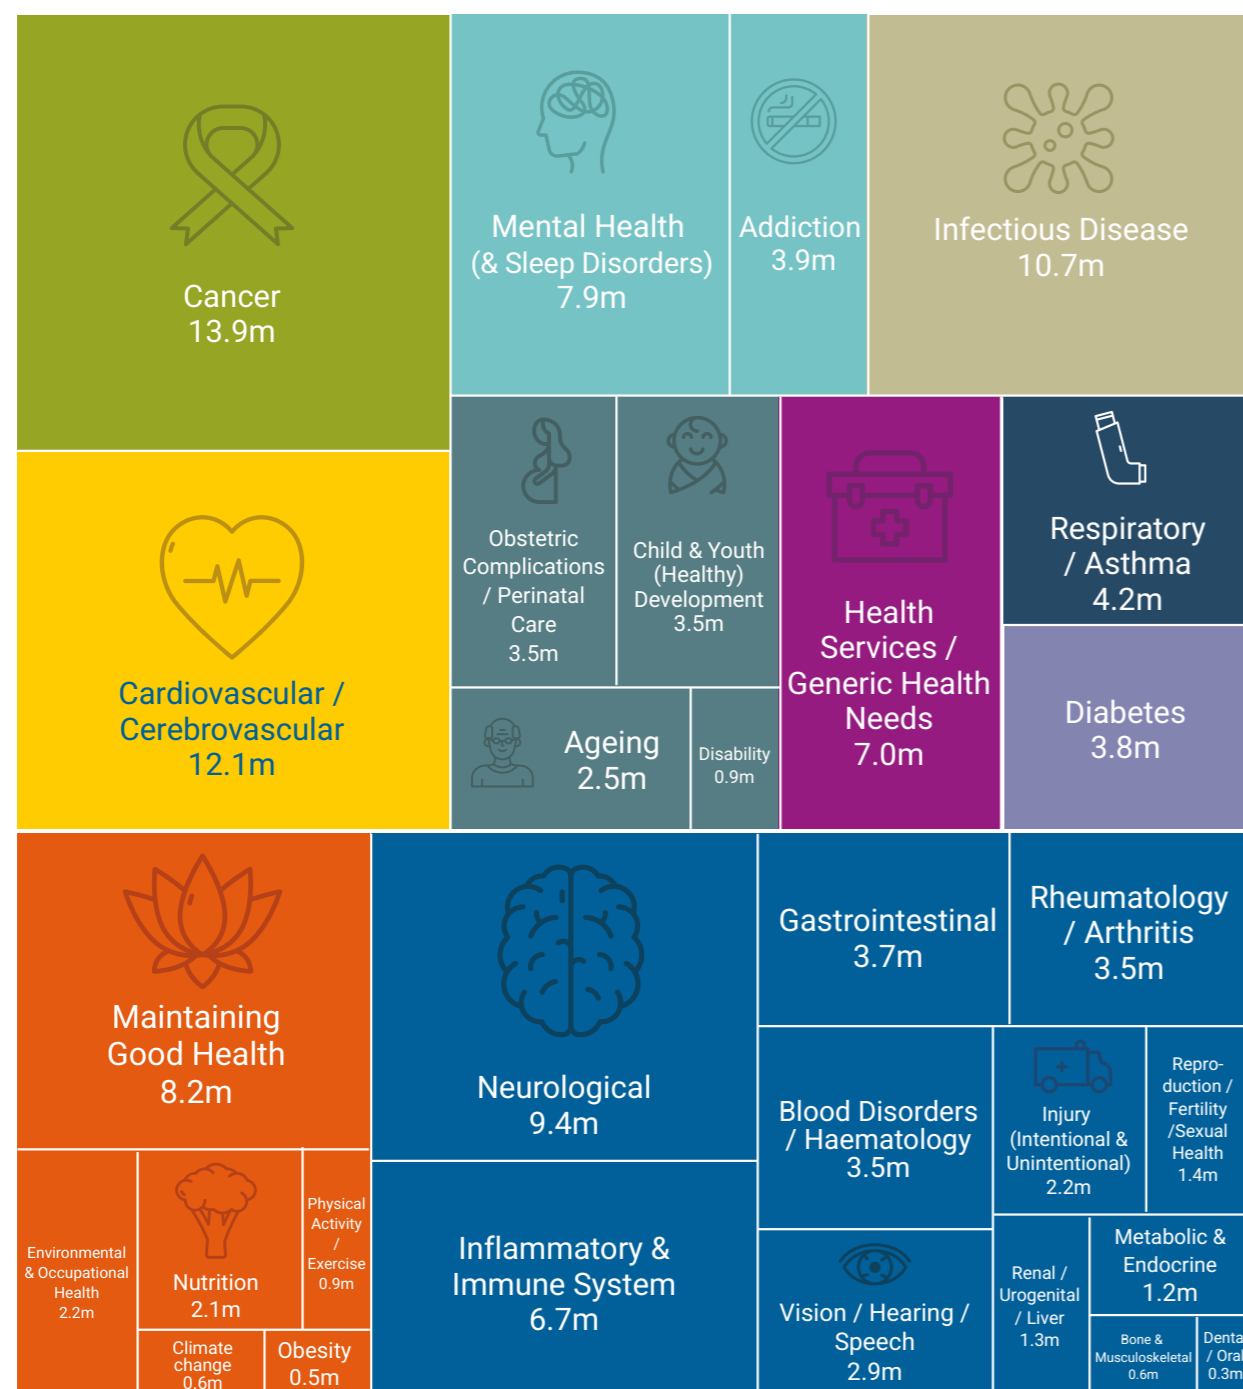 Cancer
13.9m
Mental Health
(& Sleep Disorders)
7.9m
Addiction
3.9m
Infectious Disease
10.7m
Cardiovascular /
Cerebrovascular
12.1m
Obstetric
Complications
/ Perinatal
Care
3.5m
Child & Youth
(Healthy)
Development
3.5m
Ageing
2.5m
Disability
0.9m
Health
Services /
Generic Health
Needs
7.0m
Respiratory
/ Asthma
4.2m
Diabetes
3.8m
Maintaining
Good Health
8.2m
Environmental
& Occupational
Health
2.2m
Nutrition
2.1m
Physical
Activity
/
Exercise
0.9m
Climate
change
0.6m
Obesity
0.5m
Neurological
9.4m
Inflammatory &
Immune System
6.7m
Gastrointestinal
3.7m
Rheumatology
/ Arthritis
3.5m
Blood Disorders
/ Haematology
3.5m
Injury
(Intentional &
Unintentional)
2.2m
Repro-
duction /
Fertility
/Sexual
Health
1.4m
Vision / Hearing /
Speech
2.9m
Renal /
Urogenital
/ Liver
1.3m
Metabolic &
Endocrine
1.2m
Bone &
Musculoskeletal
0.6m
Denta
/ Oral
0.3m